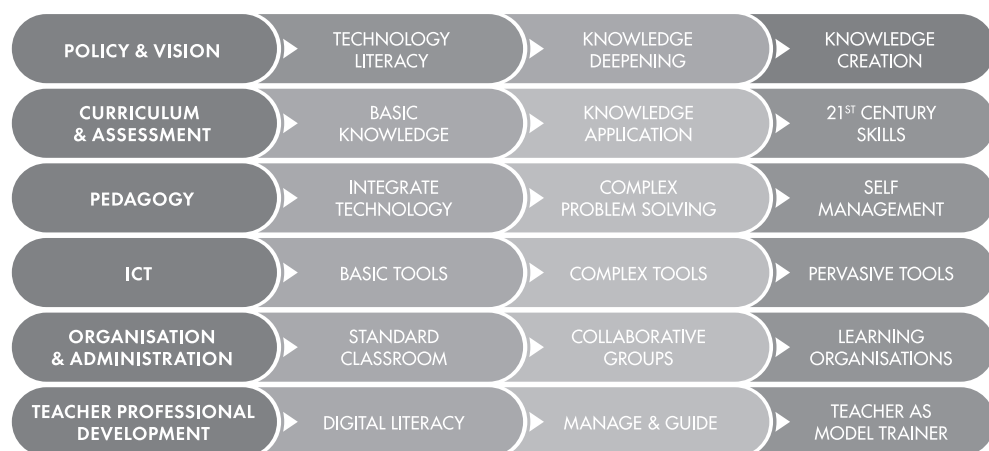 POLICY & VISION
TECHNOLOGY
LITERACY
KNOWLEDGE
DEEPENING
KNOWLEDGE
CREATION
CURRICULUM
& ASSESSMENT
BASIC
KNOWLEDGE
KNOWLEDGE
APPLICATION
21ST CENTURY
SKILLS
PEDAGOGY
INTEGRATE
TECHNOLOGY
COMPLEX
PROBLEM SOLVING
SELF
MANAGEMENT
ICT
BASIC TOOLS
COMPLEX TOOLS
PERVASIVE TOOLS
ORGANISATION
& ADMINISTRATION
STANDARD
CLASSROOM
COLLABORATIVE
GROUPS
LEARNING
ORGANISATIONS
TEACHER PROFESSIONAL
DEVELOPMENT
DIGITAL LITERACY
MANAGE & GUIDE
TEACHER AS
MODEL TRAINER